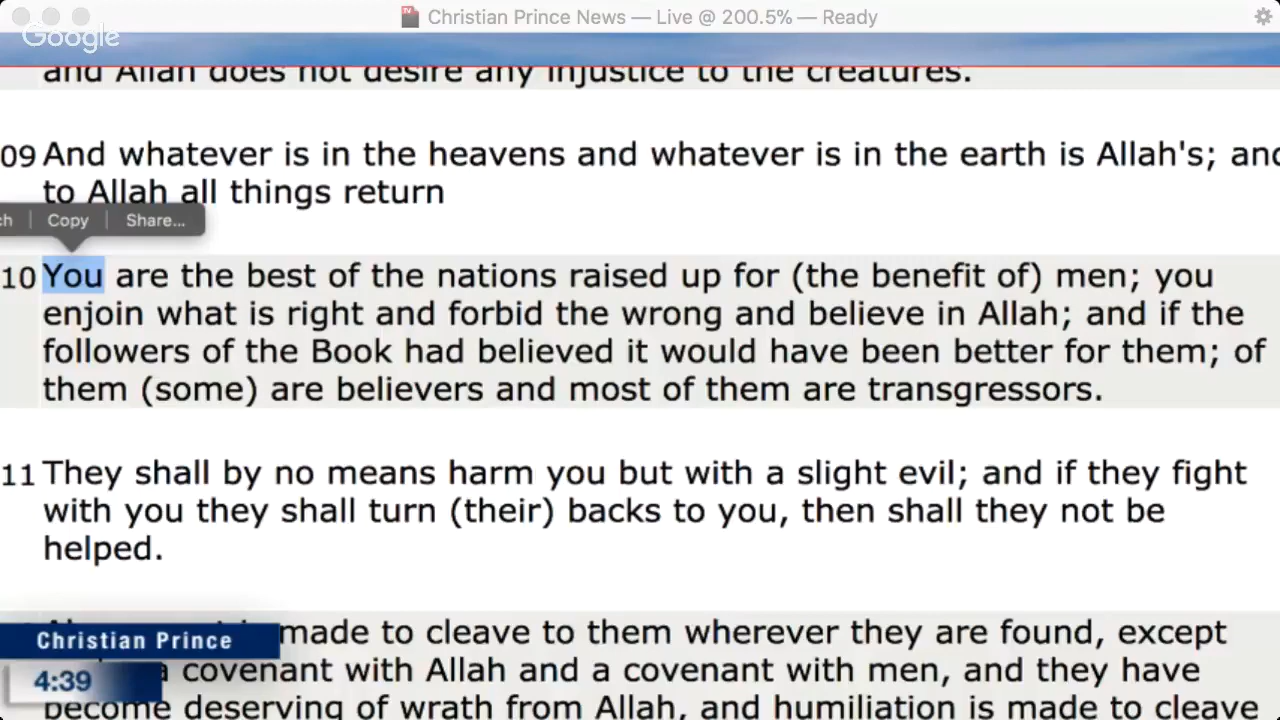 Christian Prince News — Live @ 200.5% — Ready
Google
and Allah does not desire any injustice to the creatures.
09 And whatever is in the heavens and whatever is in the earth is Allah's; and
to Allah all things return
ch | Copy | Share...
10 You are the best of the nations raised up for (the benefit of) men; you
enjoin what is right and forbid the wrong and believe in Allah; and if the
followers of the Book had believed it would have been better for them; of
them (some) are believers and most of them are transgressors.
11 They shall by no means harm you but with a slight evil; and if they fight
with you they shall turn (their) backs to you, then shall they not be
helped.
made to cleave to them wherever they are found, except
Christian Prince
a covenant with Allah and a covenant with men, and they have
4:39
become deserving of wrath from Allah, and humiliation is made to cleave